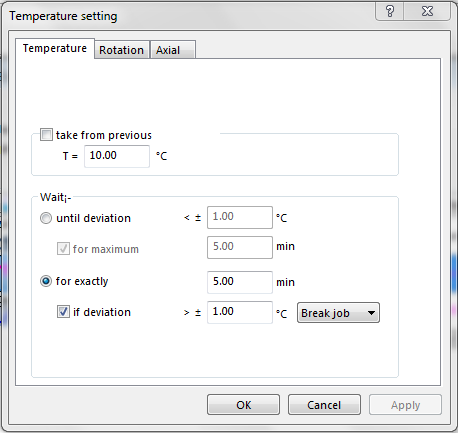 Temperature setting
Temperature Rotation Axial
take from previous
T = 10.00 °C
Wait¡-
until deviation < ± 1.00 °C
for maximum 5.00 min
for exactly 5.00 min
if deviation > ± 1.00 °C Break job
OK Cancel Apply